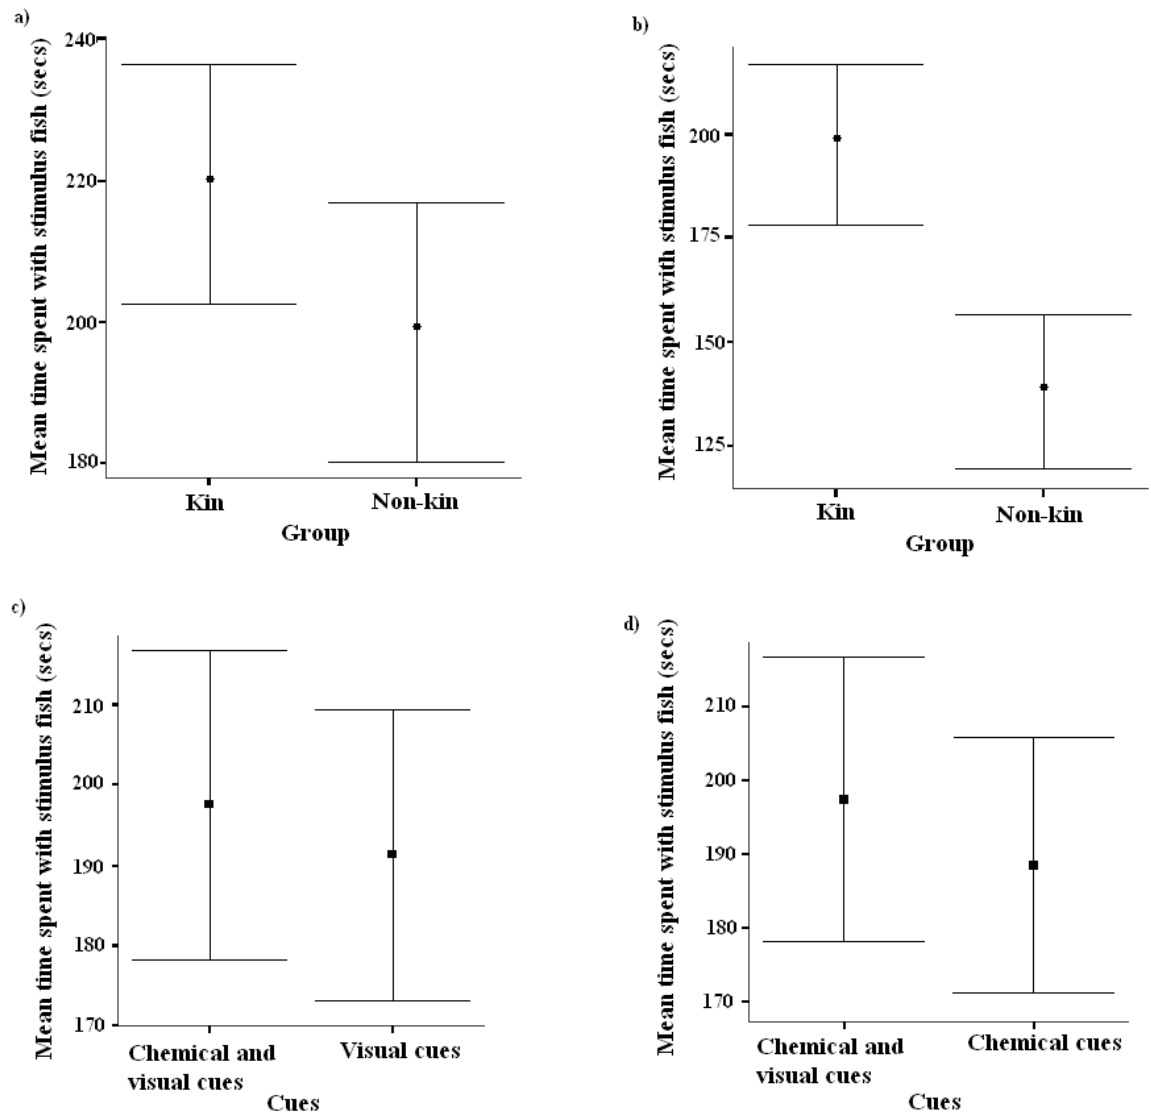 a)
Mean time spent with stimulus fish (secs)
240
220
200
180
Kin
Non-kin
Group
b)
Mean time spent with stimulus fish (secs)
200
175
150
125
Kin
Non-kin
Group
c)
Mean time spent with stimulus fish (secs)
210
200
190
180
170
Chemical and
visual cues
Visual cues
Cues
d)
Mean time spent with stimulus fish (secs)
210
200
190
180
170
Chemical and
visual cues
Chemical cues
Cues